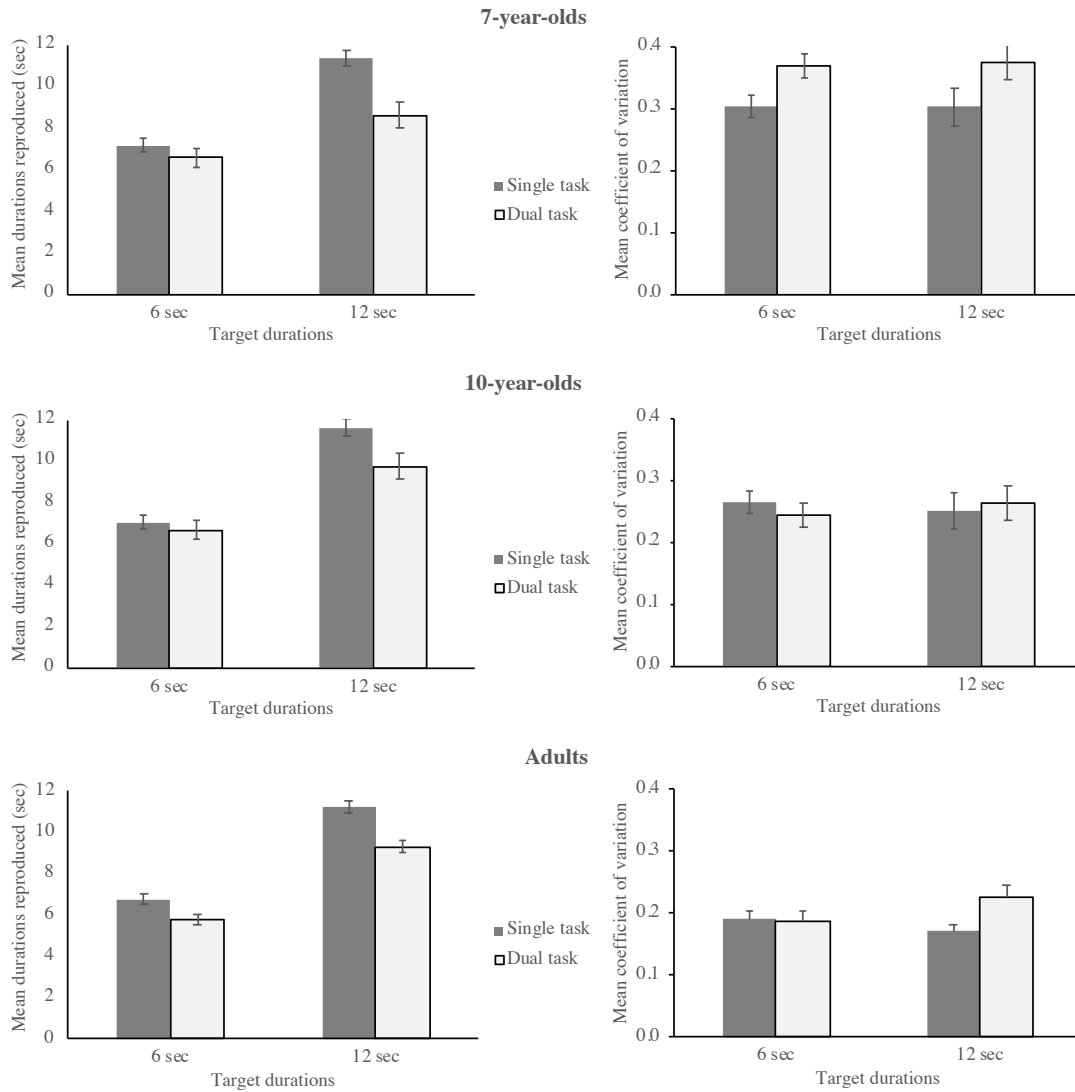 7-year-olds
Mean durations reproduced (sec)
12
10
8
6
4
2
0
6 sec
12 sec
Target durations
Single task
Dual task
Mean coefficient of variation
0.4
0.3
0.2
0.1
0.0
6 sec
12 sec
Target durations
10-year-olds
Mean durations reproduced (sec)
12
10
8
6
4
2
0
6 sec
12 sec
Target durations
Single task
Dual task
Mean coefficient of variation
0.4
0.3
0.2
0.1
0.0
6 sec
12 sec
Target durations
Adults
Mean durations reproduced (sec)
12
10
8
6
4
2
0
6 sec
12 sec
Target durations
Single task
Dual task
Mean coefficient of variation
0.4
0.3
0.2
0.1
0.0
6 sec
12 sec
Target durations